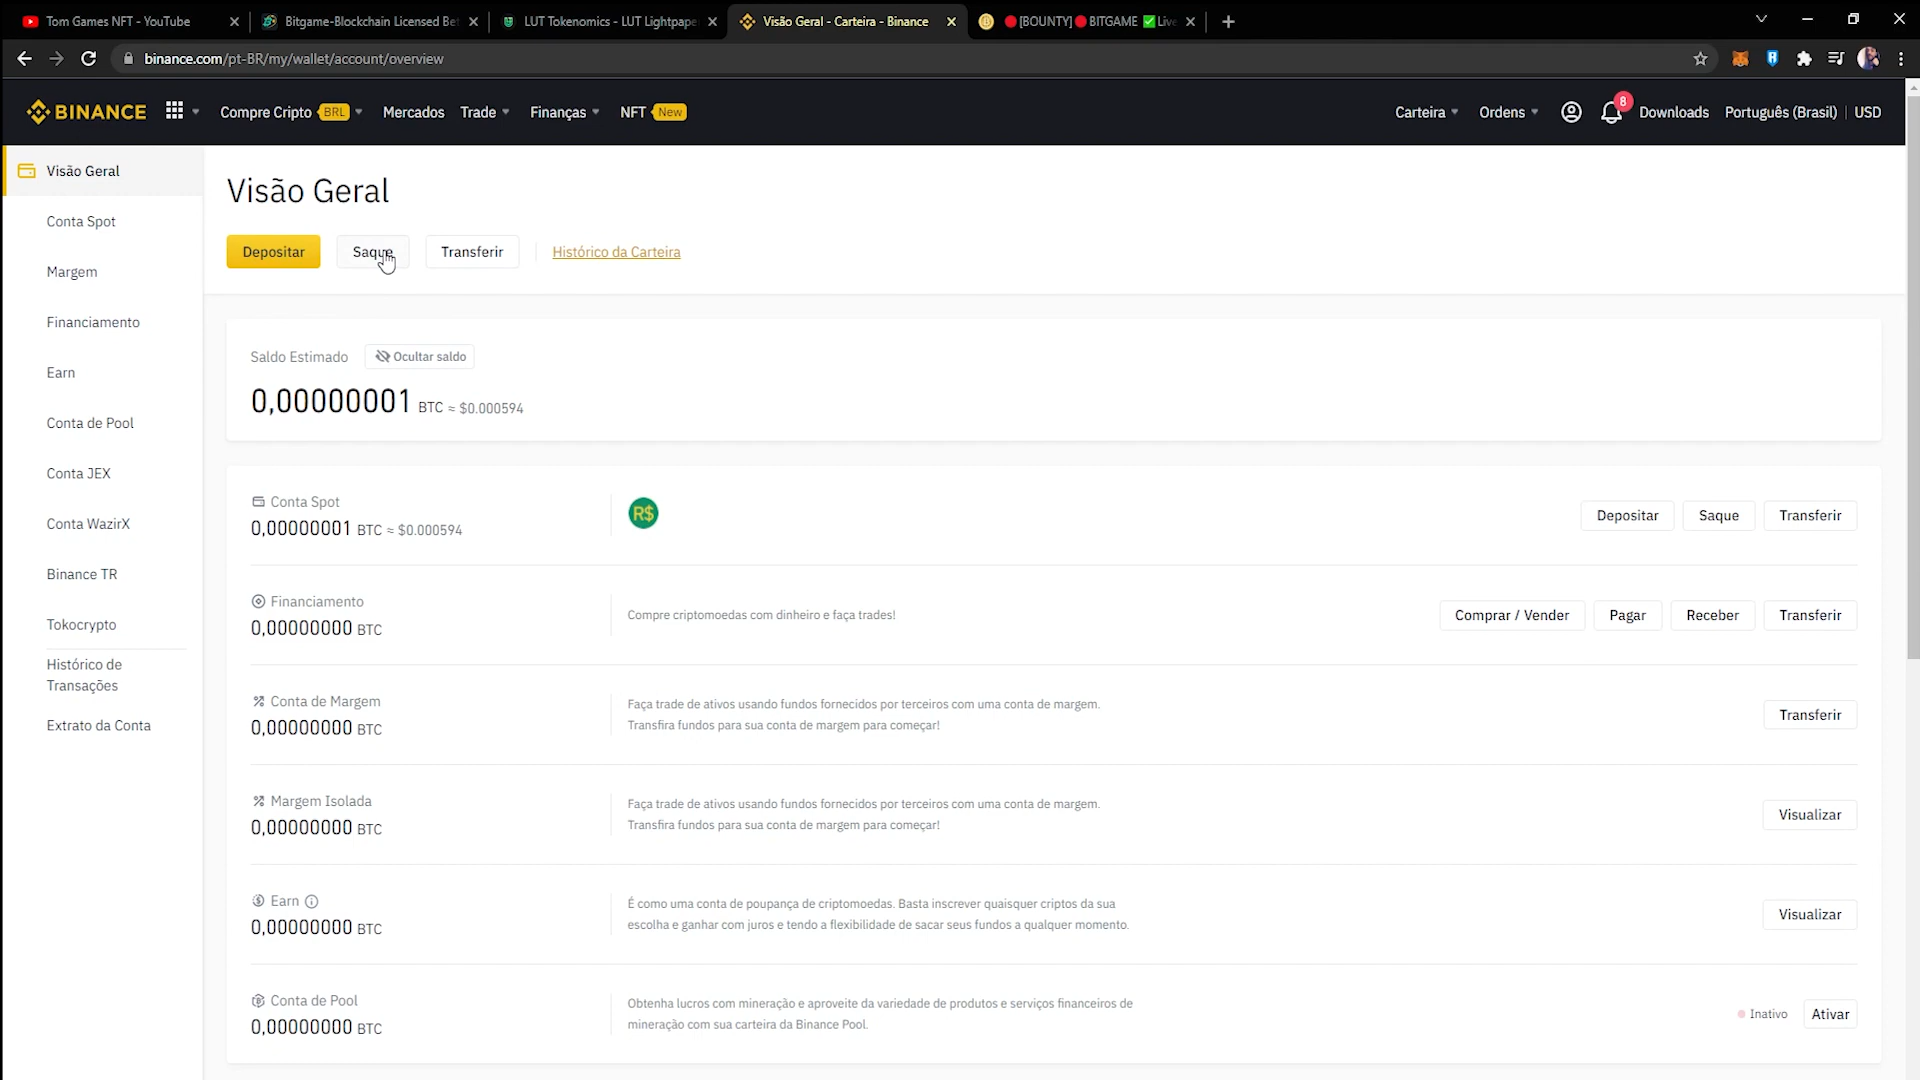 Tom Games NFT - YouTube
Bitgame-Blockchain Licensed Be
LUT Tokenomics - LUT Lightpape
Visão Geral - Carteira - Binance
[BOUNTY] BITGAME Live
binance.com/pt-BR/my/wallet/account/overview
BINANCE
Compre Cripto BRL
Mercados
Trade
Finanças
NFT New
Carteira
Ordens
8
Downloads
Português (Brasil)
USD
Visão Geral
Conta Spot
Margem
Financiamento
Earn
Conta de Pool
Conta JEX
Conta WazirX
Binance TR
Tokocrypto
Histórico de
Transações
Extrato da Conta
Visão Geral
Depositar
Saque
Transferir
Histórico da Carteira
Saldo Estimado
Ocultar saldo
0,00000001 BTC ≈ $0.000594
Conta Spot
0,00000001 BTC ≈ $0.000594
R$
Depositar
Saque
Transferir
Financiamento
0,00000000 BTC
Compre criptomoedas com dinheiro e faça trades!
Comprar / Vender
Pagar
Receber
Transferir
Conta de Margem
0,00000000 BTC
Faça trade de ativos usando fundos fornecidos por terceiros com uma conta de margem.
Transfira fundos para sua conta de margem para começar!
Transferir
Margem Isolada
0,00000000 BTC
Faça trade de ativos usando fundos fornecidos por terceiros com uma conta de margem.
Transfira fundos para sua conta de margem para começar!
Visualizar
Earn
0,00000000 BTC
É como uma conta de poupança de criptomoedas. Basta inscrever quaisquer criptos da sua
escolha e ganhar com juros e tendo a flexibilidade de sacar seus fundos a qualquer momento.
Visualizar
Conta de Pool
0,00000000 BTC
Obtenha lucros com mineração e aproveite da variedade de produtos e serviços financeiros de
mineração com sua carteira da Binance Pool.
Inativo
Ativar